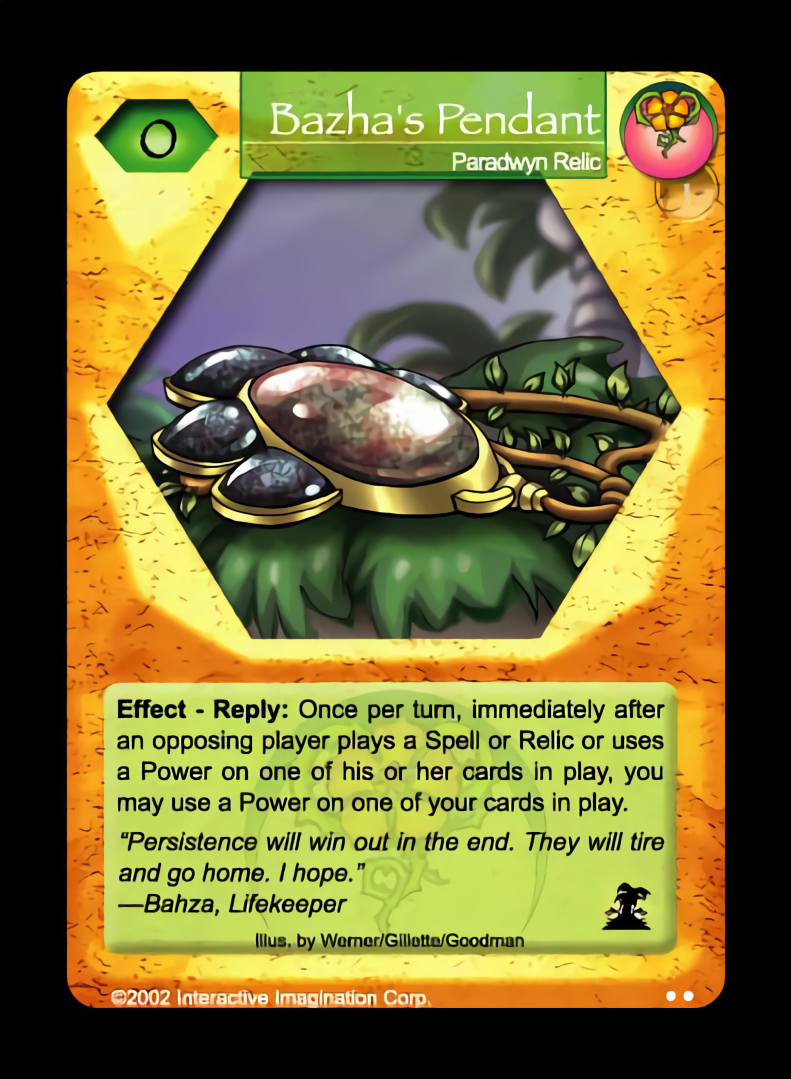 0
Bazha's Pendant
Paradwyn Relic
Effect - Reply: Once per turn, immediately after
an opposing player plays a Spell or Relic or uses
a Power on one of his or her cards in play, you
may use a Power on one of your cards in play.
“Persistence will win out in the end. They will tire
and go home. I hope.”
—Bahza, Lifekeeper
Illus. by Werner/Gillette/Goodman
©2002 Interactive Imagination Corp.